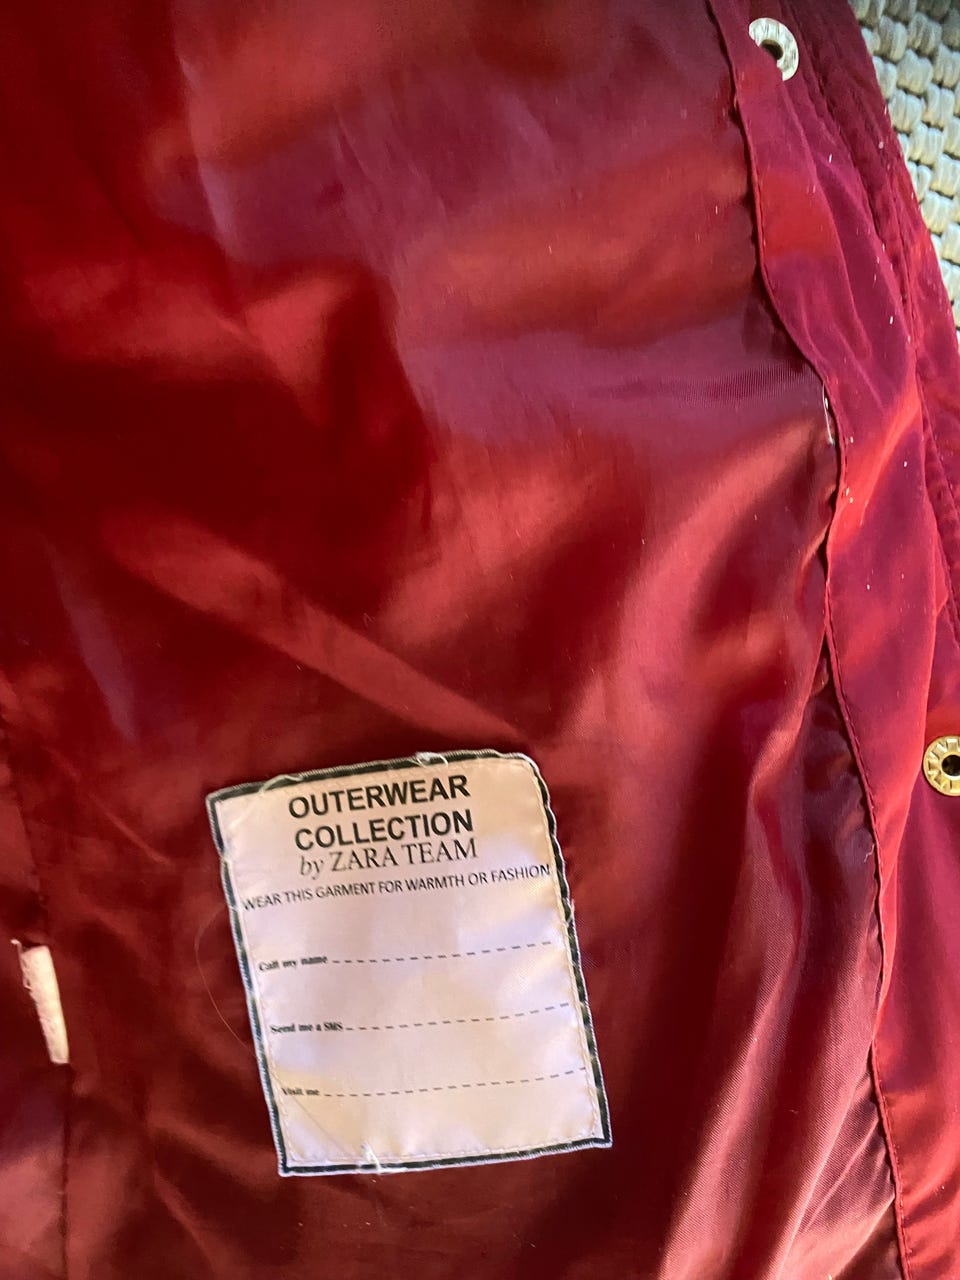 OUTERWEAR
COLLECTION
by ZARA TEAM
WEAR THIS GARMENT FOR WARMTH OR FASHION
Call my name
Send me a SMS
Visit me